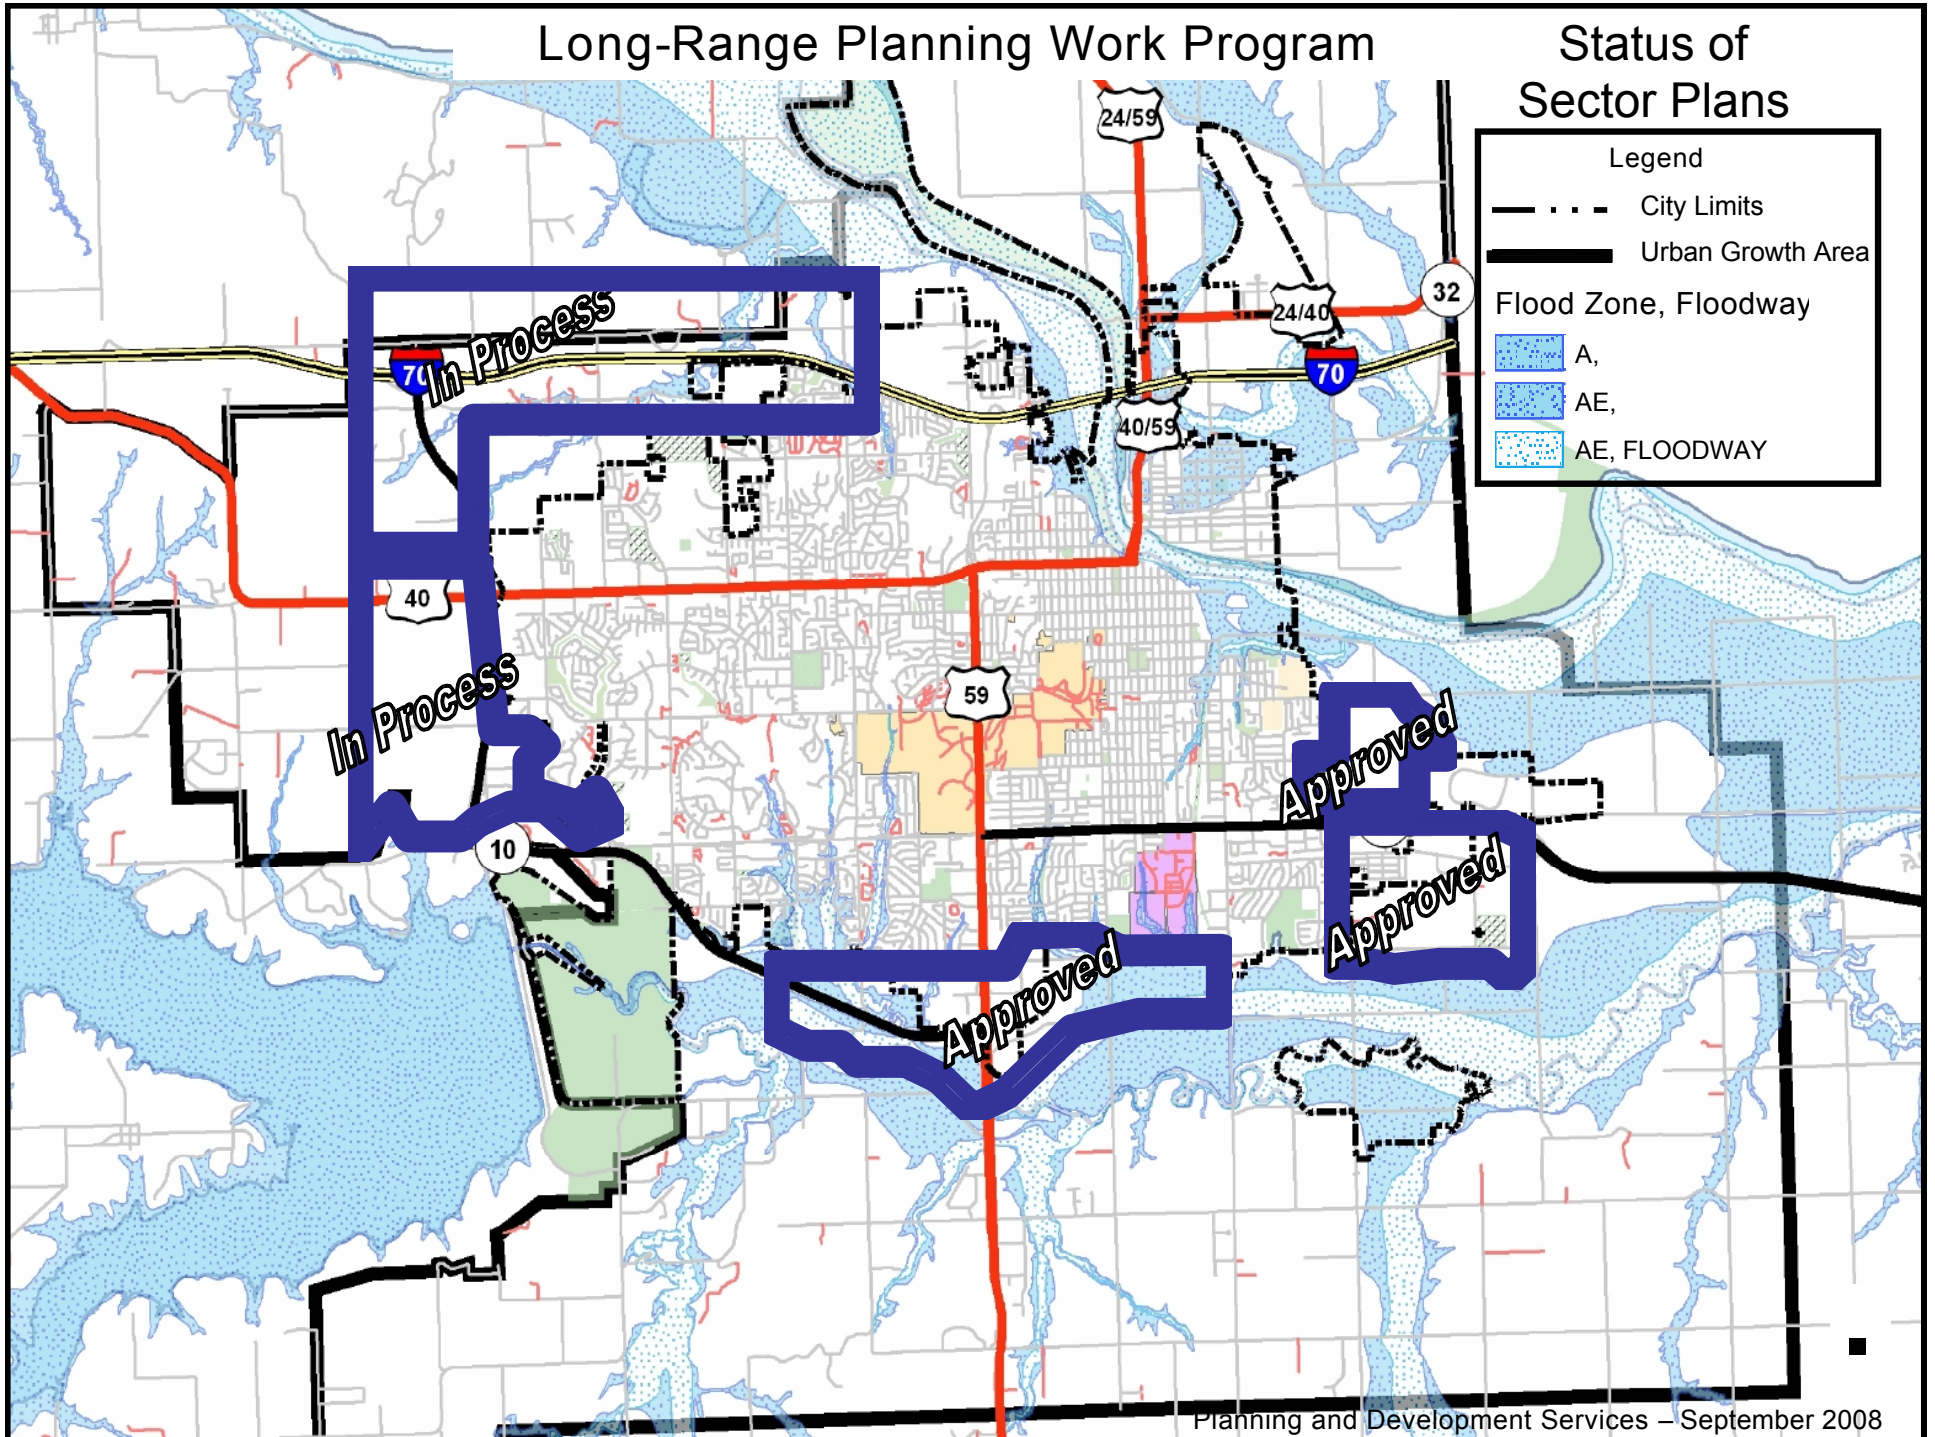 Long-Range Planning Work Program
Status of
Sector Plans
Legend
City Limits
Urban Growth Area
Flood Zone, Floodway
A,
AE,
AE, FLOODWAY
24/59
32
24/40
In Process
70
70
40/59
40
59
In Process
Approved
10
Approved
Approved
Planning and Development Services – September 2008